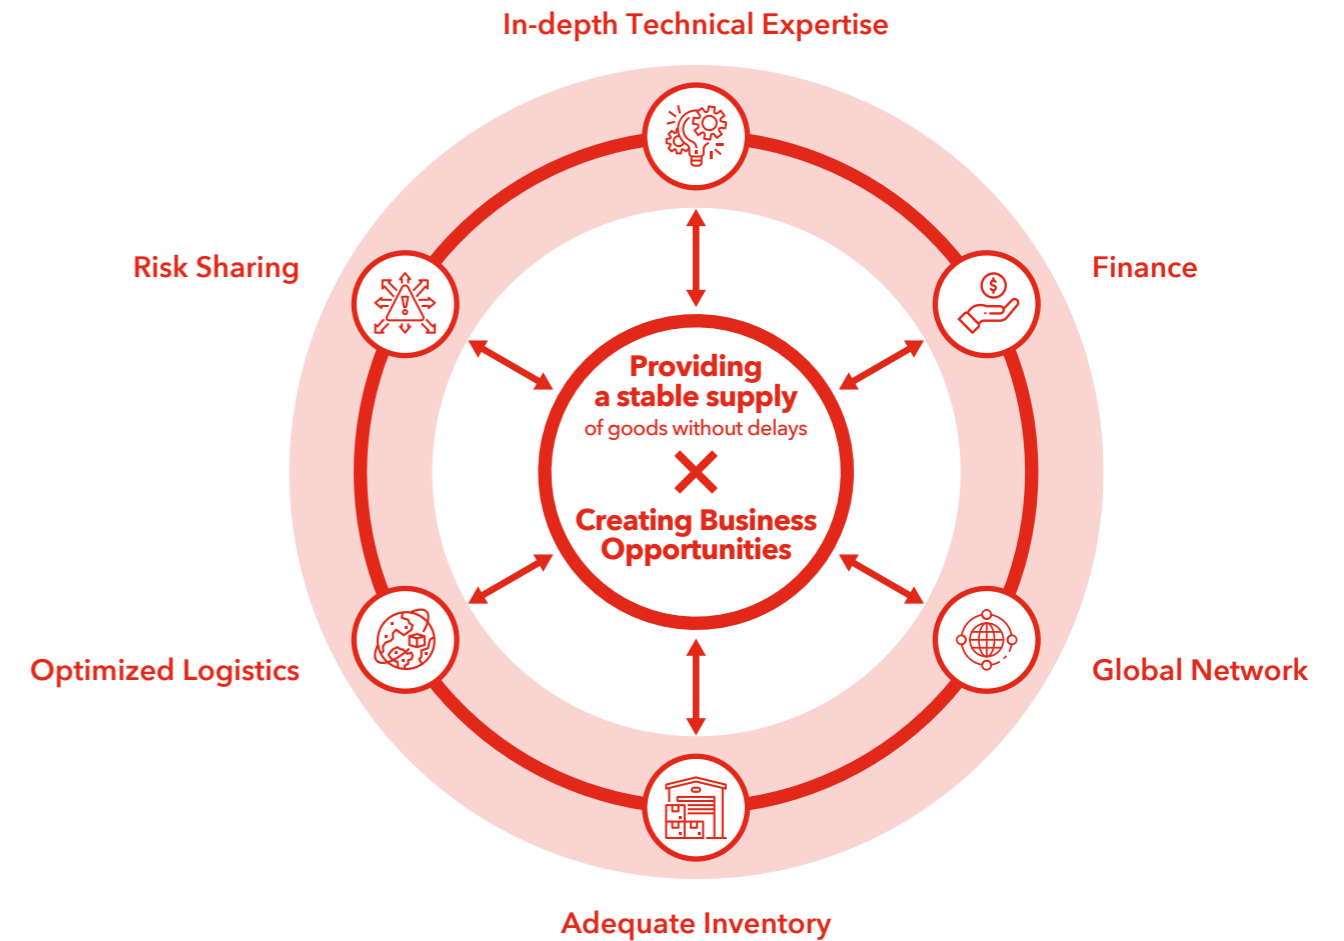 In-depth Technical Expertise
Risk Sharing
Finance
Providing
a stable supply
of goods without delays
×
Creating Business
Opportunities
Optimized Logistics
Global Network
Adequate Inventory